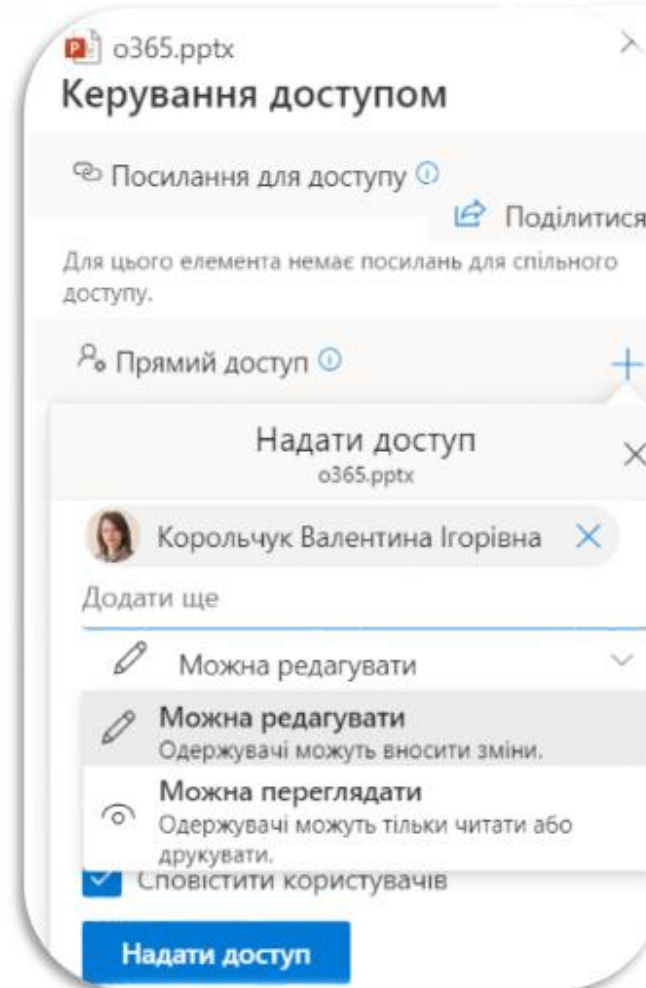 o365.pptx
Керування доступом
Посилання для доступу
Поділитися
Для цього елемента немає посилань для спільного
доступу.
Прямий доступ
Надати доступ
o365.pptx
Корольчук Валентина Ігорівна
Додати ще
Можна редагувати
Можна редагувати
Одержувачі можуть вносити зміни.
Можна переглядати
Одержувачі можуть тільки читати або
друкувати.
Сповістити користувачів
Надати доступ